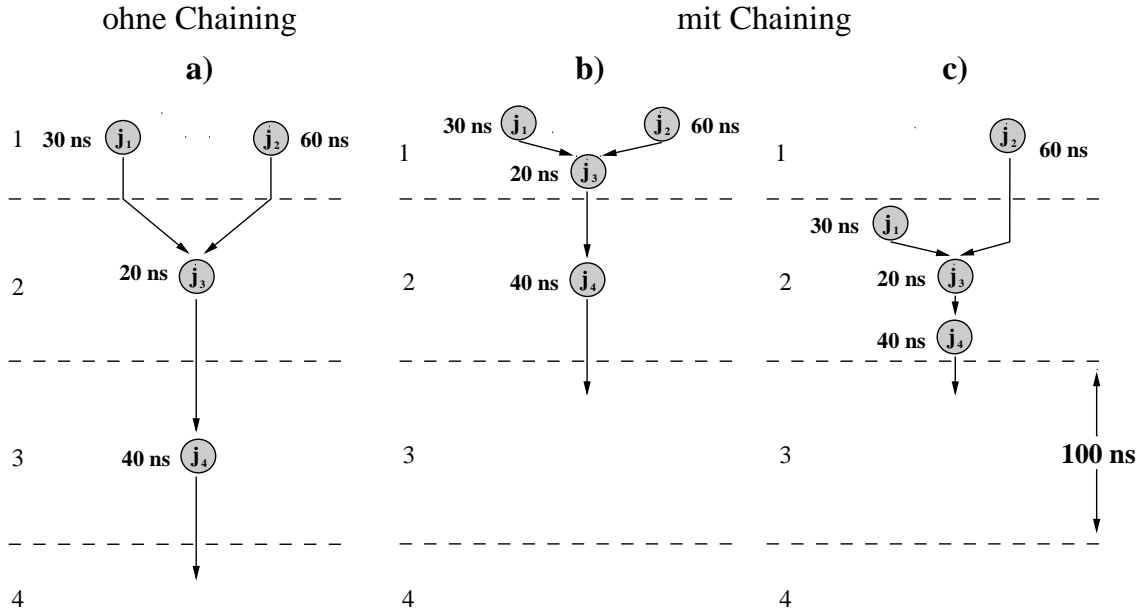 ohne Chaining
mit Chaining
a)
b)
c)
1
30 ns
j₁
j₂
60 ns
20 ns
j₃
2
3
40 ns
j₄
4
1
30 ns
j₁
j₂
60 ns
20 ns
j₃
2
40 ns
j₄
3
4
1
j₂
60 ns
30 ns
j₁
2
20 ns
j₃
40 ns
j₄
3
100 ns
4